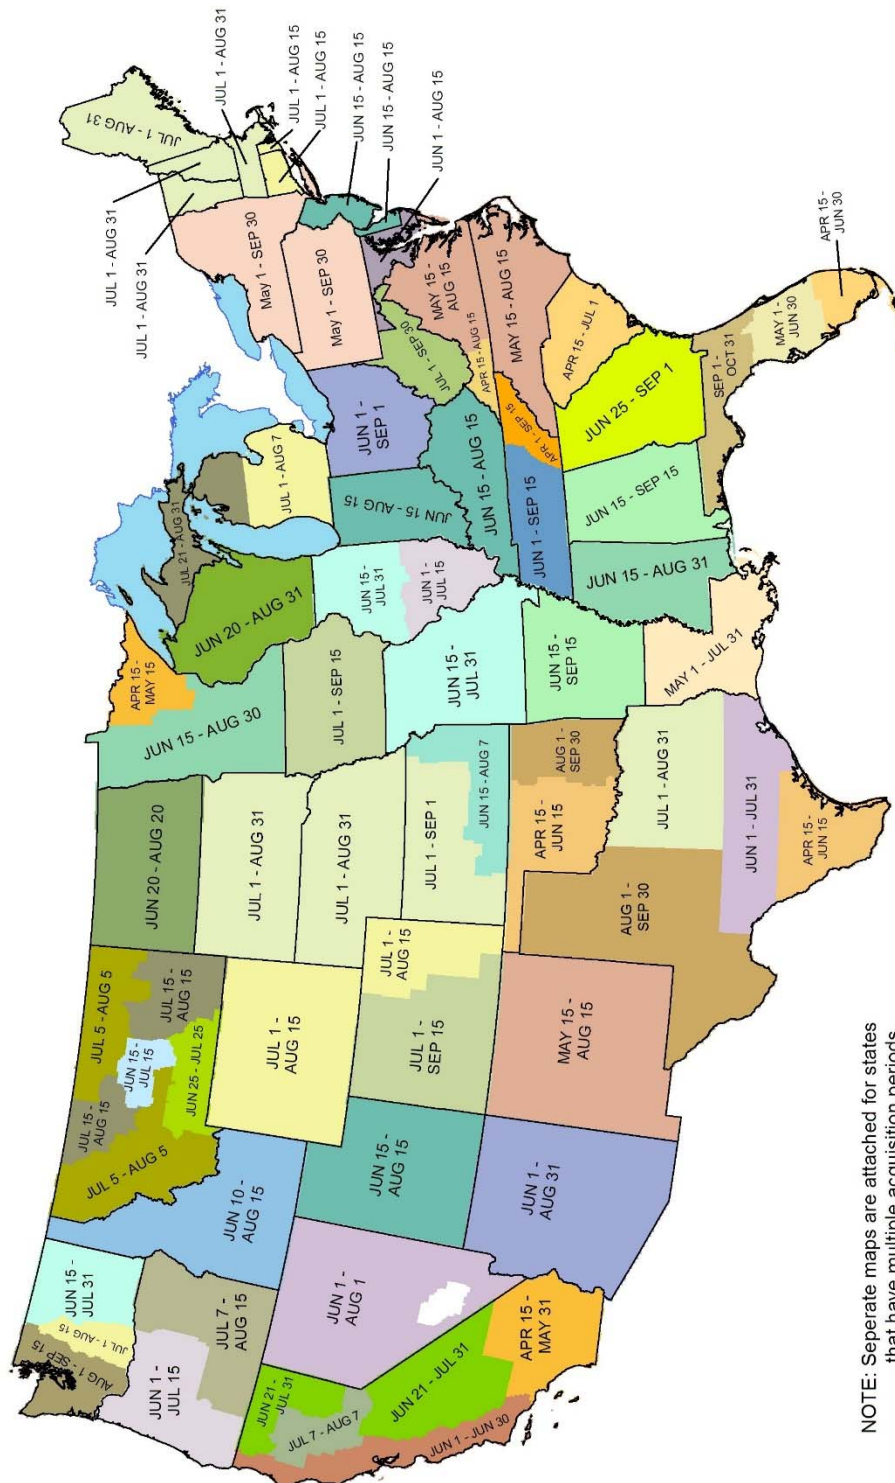 AUG 1 - SEP 15
JUL 1 - AUG 15
JUN 15 -
JUL 31
JUN 1 -
JUL 15
JUL 7 -
AUG 15
JUN 21 -
JUL 31
JUL 7 - AUG 7
JUN 21 - JUL 31
JUN 1 - JUN 30
APR 15 -
MAY 31
JUN 1 -
AUG 1
JUN 10 -
AUG 15
JUL 5 - AUG 5
JUL 15 -
AUG 15
JUL 5 - AUG 5
JUN 15 -
JUL 15
JUL 15 -
AUG 15
JUN 25 - JUL 25
JUL 1 -
AUG 15
JUN 15 -
AUG 15
JUN 1 -
AUG 31
JUL 1 -
SEP 15
JUL 1 -
AUG 15
MAY 15 -
AUG 15
JUN 20 - AUG 20
JUL 1 - AUG 31
JUL 1 - AUG 31
JUL 1 - SEP 1
JUN 15 - AUG 7
APR 15 -
JUN 15
AUG 1 -
SEP 30
AUG 1 -
SEP 30
JUL 1 - AUG 31
JUN 1 - JUL 31
APR 15 -
JUN 15
APR 15 -
MAY 15
JUN 15 - AUG 30
JUL 1 - SEP 15
JUN 15 -
JUL 31
JUN 15 -
SEP 15
MAY 1 - JUL 31
JUN 20 - AUG 31
JUL 21 - AUG 31
JUL 1 - AUG 7
JUN 15 -
JUL 31
JUN 1 -
JUL 15
JUN 15 - AUG 15
JUN 1 -
SEP 1
JUN 15 - AUG 15
JUN 1 - SEP 15
APR 1 - SEP 15
JUN 15 - AUG 31
JUN 15 - SEP 15
JUN 25 - SEP 1
SEP 1 -
OCT 31
MAY 1 -
JUN 30
APR 15 -
JUN 30
APR 15 - JUL 1
MAY 15 - AUG 15
APR 15 - AUG 15
MAY 15 -
AUG 15
JUL 1 - SEP 30
May 1 - SEP 30
May 1 - SEP 30
JUL 1 - AUG 31
JUL 1 - AUG 31
JUL 1 - AUG 31
JUL 1 - AUG 31
JUL 1 - AUG 15
JUL 1 - AUG 15
JUN 15 - AUG 15
JUN 15 - AUG 15
JUN 1 - AUG 15
NOTE: Seperate maps are attached for states
that have multiple acquisition periods